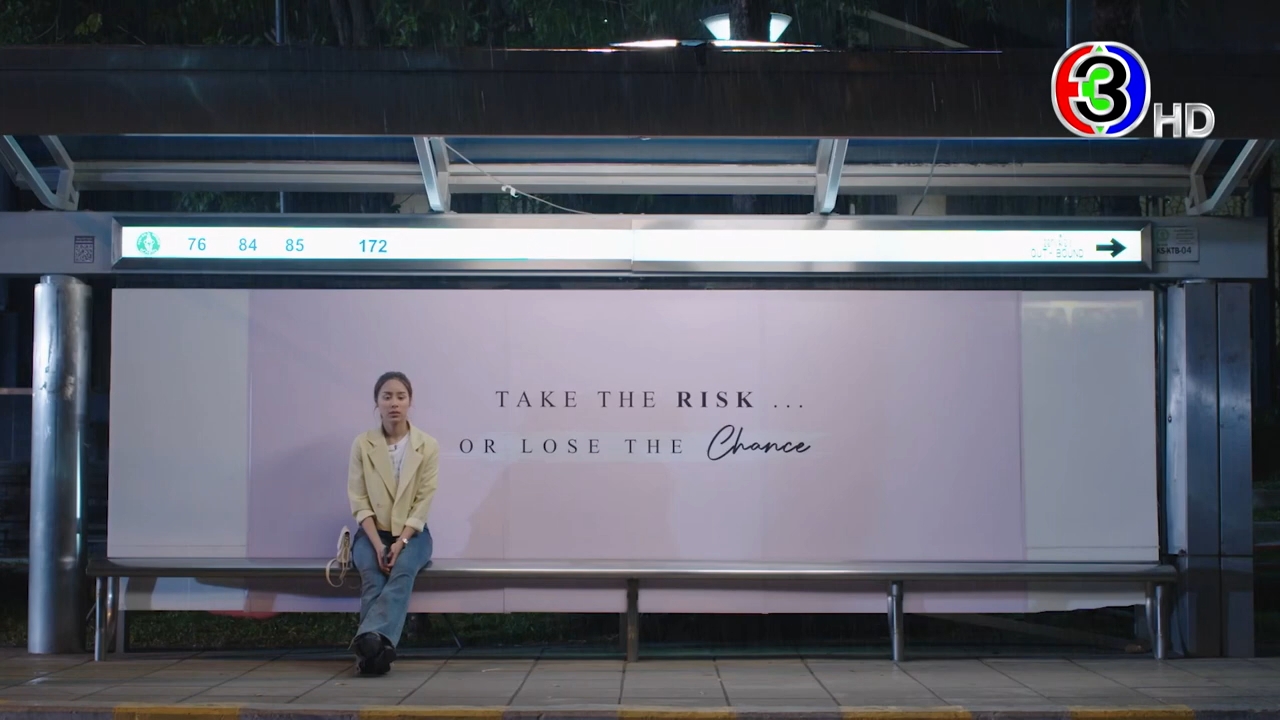 3 HD
76 84 85 172
TAKE THE RISK ...
OR LOSE THE Chance